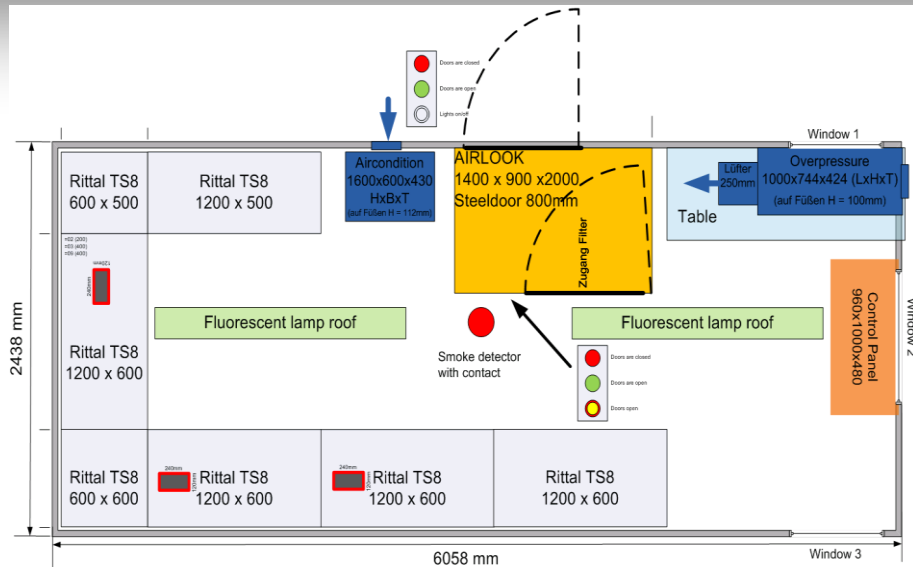 Doors are closed
Doors are open
Lights on/off
Window 1
Rittal TS8
600 x 500
Rittal TS8
1200 x 500
Aircondition
1600x600x430
HxBxT
(auf Füßen H = 112mm)
AIRLOOK
1400 x 900 x2000
Steeldoor 800mm
Zugang Filter
Lüfter
250mm
Overpressure
1000x744x424 (LxHxT)
(auf Füßen H = 100mm)
Table
240mm
120mm
Rittal TS8
1200 x 600
Fluorescent lamp roof
Fluorescent lamp roof
Smoke detector
with contact
Doors are closed
Doors are open
Doors open
Control Panel
960x1000x480
Window 2
2438 mm
Rittal TS8
600 x 600
240mm
120mm
Rittal TS8
1200 x 600
240mm
120mm
Rittal TS8
1200 x 600
Rittal TS8
1200 x 600
6058 mm
Window 3